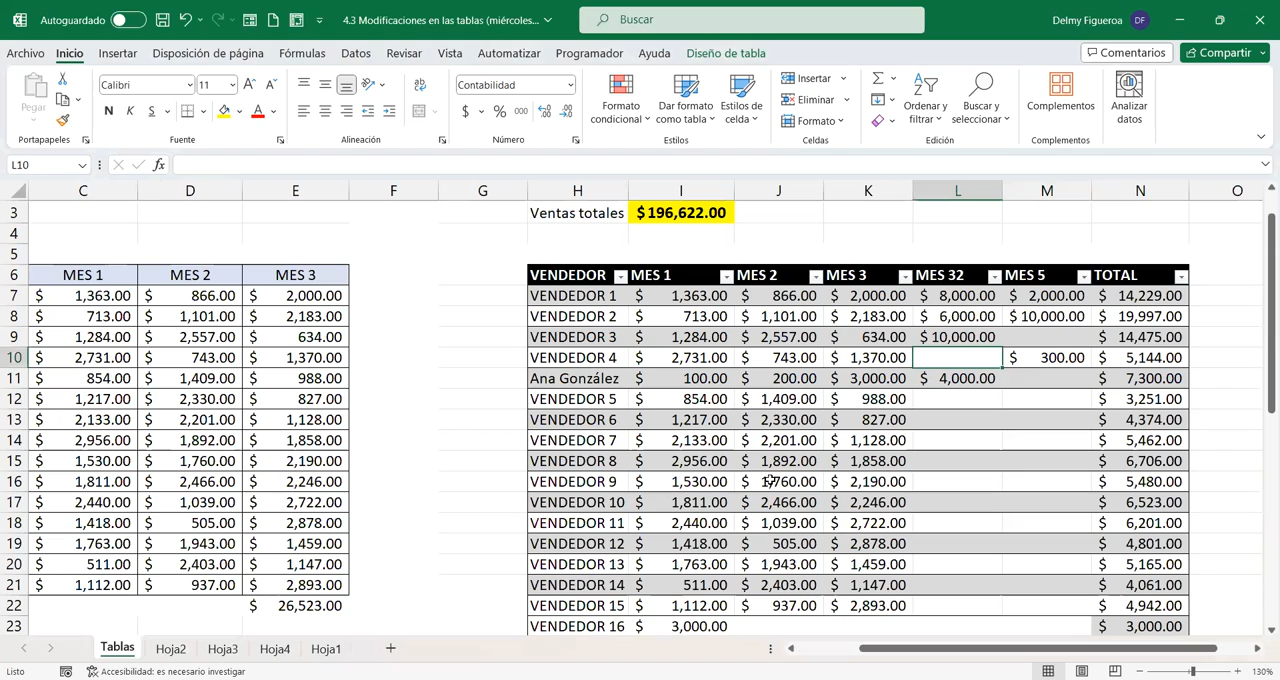 Autoguardado
4.3 Modificaciones en las tablas (miércoles...
Buscar
Delmy Figueroa DF
Archivo Inicio Insertar Disposición de página Fórmulas Datos Revisar Vista Automatizar Programador Ayuda Diseño de tabla Comentarios Compartir
Pegar
Calibri 11
N K S
Contabilidad
$ % 000
Formato condicional
Dar formato como tabla
Estilos de celda
Insertar
Eliminar
Formato
Ordenar y filtrar
Buscar y seleccionar
Complementos
Analizar datos
Portapapeles Fuente Alineación Número Estilos Celdas Edición Complementos
L10 fx
C D E F G H I J K L M N O
3 Ventas totales $196,622.00
4
5
6 MES 1 MES 2 MES 3 VENDEDOR MES 1 MES 2 MES 3 MES 32 MES 5 TOTAL
7 $ 1,363.00 $ 866.00 $ 2,000.00 VENDEDOR 1 $ 1,363.00 $ 866.00 $ 2,000.00 $ 8,000.00 $ 2,000.00 $ 14,229.00
8 $ 713.00 $ 1,101.00 $ 2,183.00 VENDEDOR 2 $ 713.00 $ 1,101.00 $ 2,183.00 $ 6,000.00 $ 10,000.00 $ 19,997.00
9 $ 1,284.00 $ 2,557.00 $ 634.00 VENDEDOR 3 $ 1,284.00 $ 2,557.00 $ 634.00 $ 10,000.00 $ 14,475.00
10 $ 2,731.00 $ 743.00 $ 1,370.00 VENDEDOR 4 $ 2,731.00 $ 743.00 $ 1,370.00 $ 300.00 $ 5,144.00
11 $ 854.00 $ 1,409.00 $ 988.00 Ana González $ 100.00 $ 200.00 $ 3,000.00 $ 4,000.00 $ 7,300.00
12 $ 1,217.00 $ 2,330.00 $ 827.00 VENDEDOR 5 $ 854.00 $ 1,409.00 $ 988.00 $ 3,251.00
13 $ 2,133.00 $ 2,201.00 $ 1,128.00 VENDEDOR 6 $ 1,217.00 $ 2,330.00 $ 827.00 $ 4,374.00
14 $ 2,956.00 $ 1,892.00 $ 1,858.00 VENDEDOR 7 $ 2,133.00 $ 2,201.00 $ 1,128.00 $ 5,462.00
15 $ 1,530.00 $ 1,760.00 $ 2,190.00 VENDEDOR 8 $ 2,956.00 $ 1,892.00 $ 1,858.00 $ 6,706.00
16 $ 1,811.00 $ 2,466.00 $ 2,246.00 VENDEDOR 9 $ 1,530.00 $ 1,760.00 $ 2,190.00 $ 5,480.00
17 $ 2,440.00 $ 1,039.00 $ 2,722.00 VENDEDOR 10 $ 1,811.00 $ 2,466.00 $ 2,246.00 $ 6,523.00
18 $ 1,418.00 $ 505.00 $ 2,878.00 VENDEDOR 11 $ 2,440.00 $ 1,039.00 $ 2,722.00 $ 6,201.00
19 $ 1,763.00 $ 1,943.00 $ 1,459.00 VENDEDOR 12 $ 1,418.00 $ 505.00 $ 2,878.00 $ 4,801.00
20 $ 511.00 $ 2,403.00 $ 1,147.00 VENDEDOR 13 $ 1,763.00 $ 1,943.00 $ 1,459.00 $ 5,165.00
21 $ 1,112.00 $ 937.00 $ 2,893.00 VENDEDOR 14 $ 511.00 $ 2,403.00 $ 1,147.00 $ 4,061.00
22 $ 26,523.00 VENDEDOR 15 $ 1,112.00 $ 937.00 $ 2,893.00 $ 4,942.00
23 VENDEDOR 16 $ 3,000.00 $ 3,000.00
Tablas Hoja2 Hoja3 Hoja4 Hoja1
Listo Accesibilidad: es necesario investigar 130%